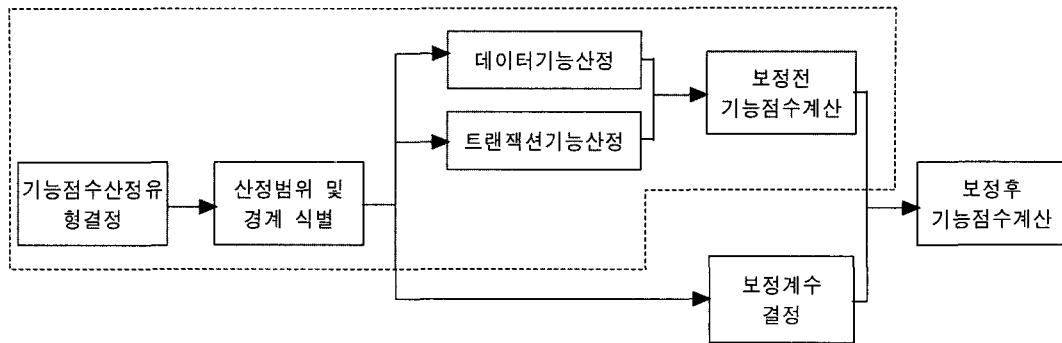 데이터기능산정
트랜잭션기능산정
보정전
기능점수계산
기능점수산정유
형결정
산정범위 및
경계 식별
보정후
기능점수계산
보정계수
결정